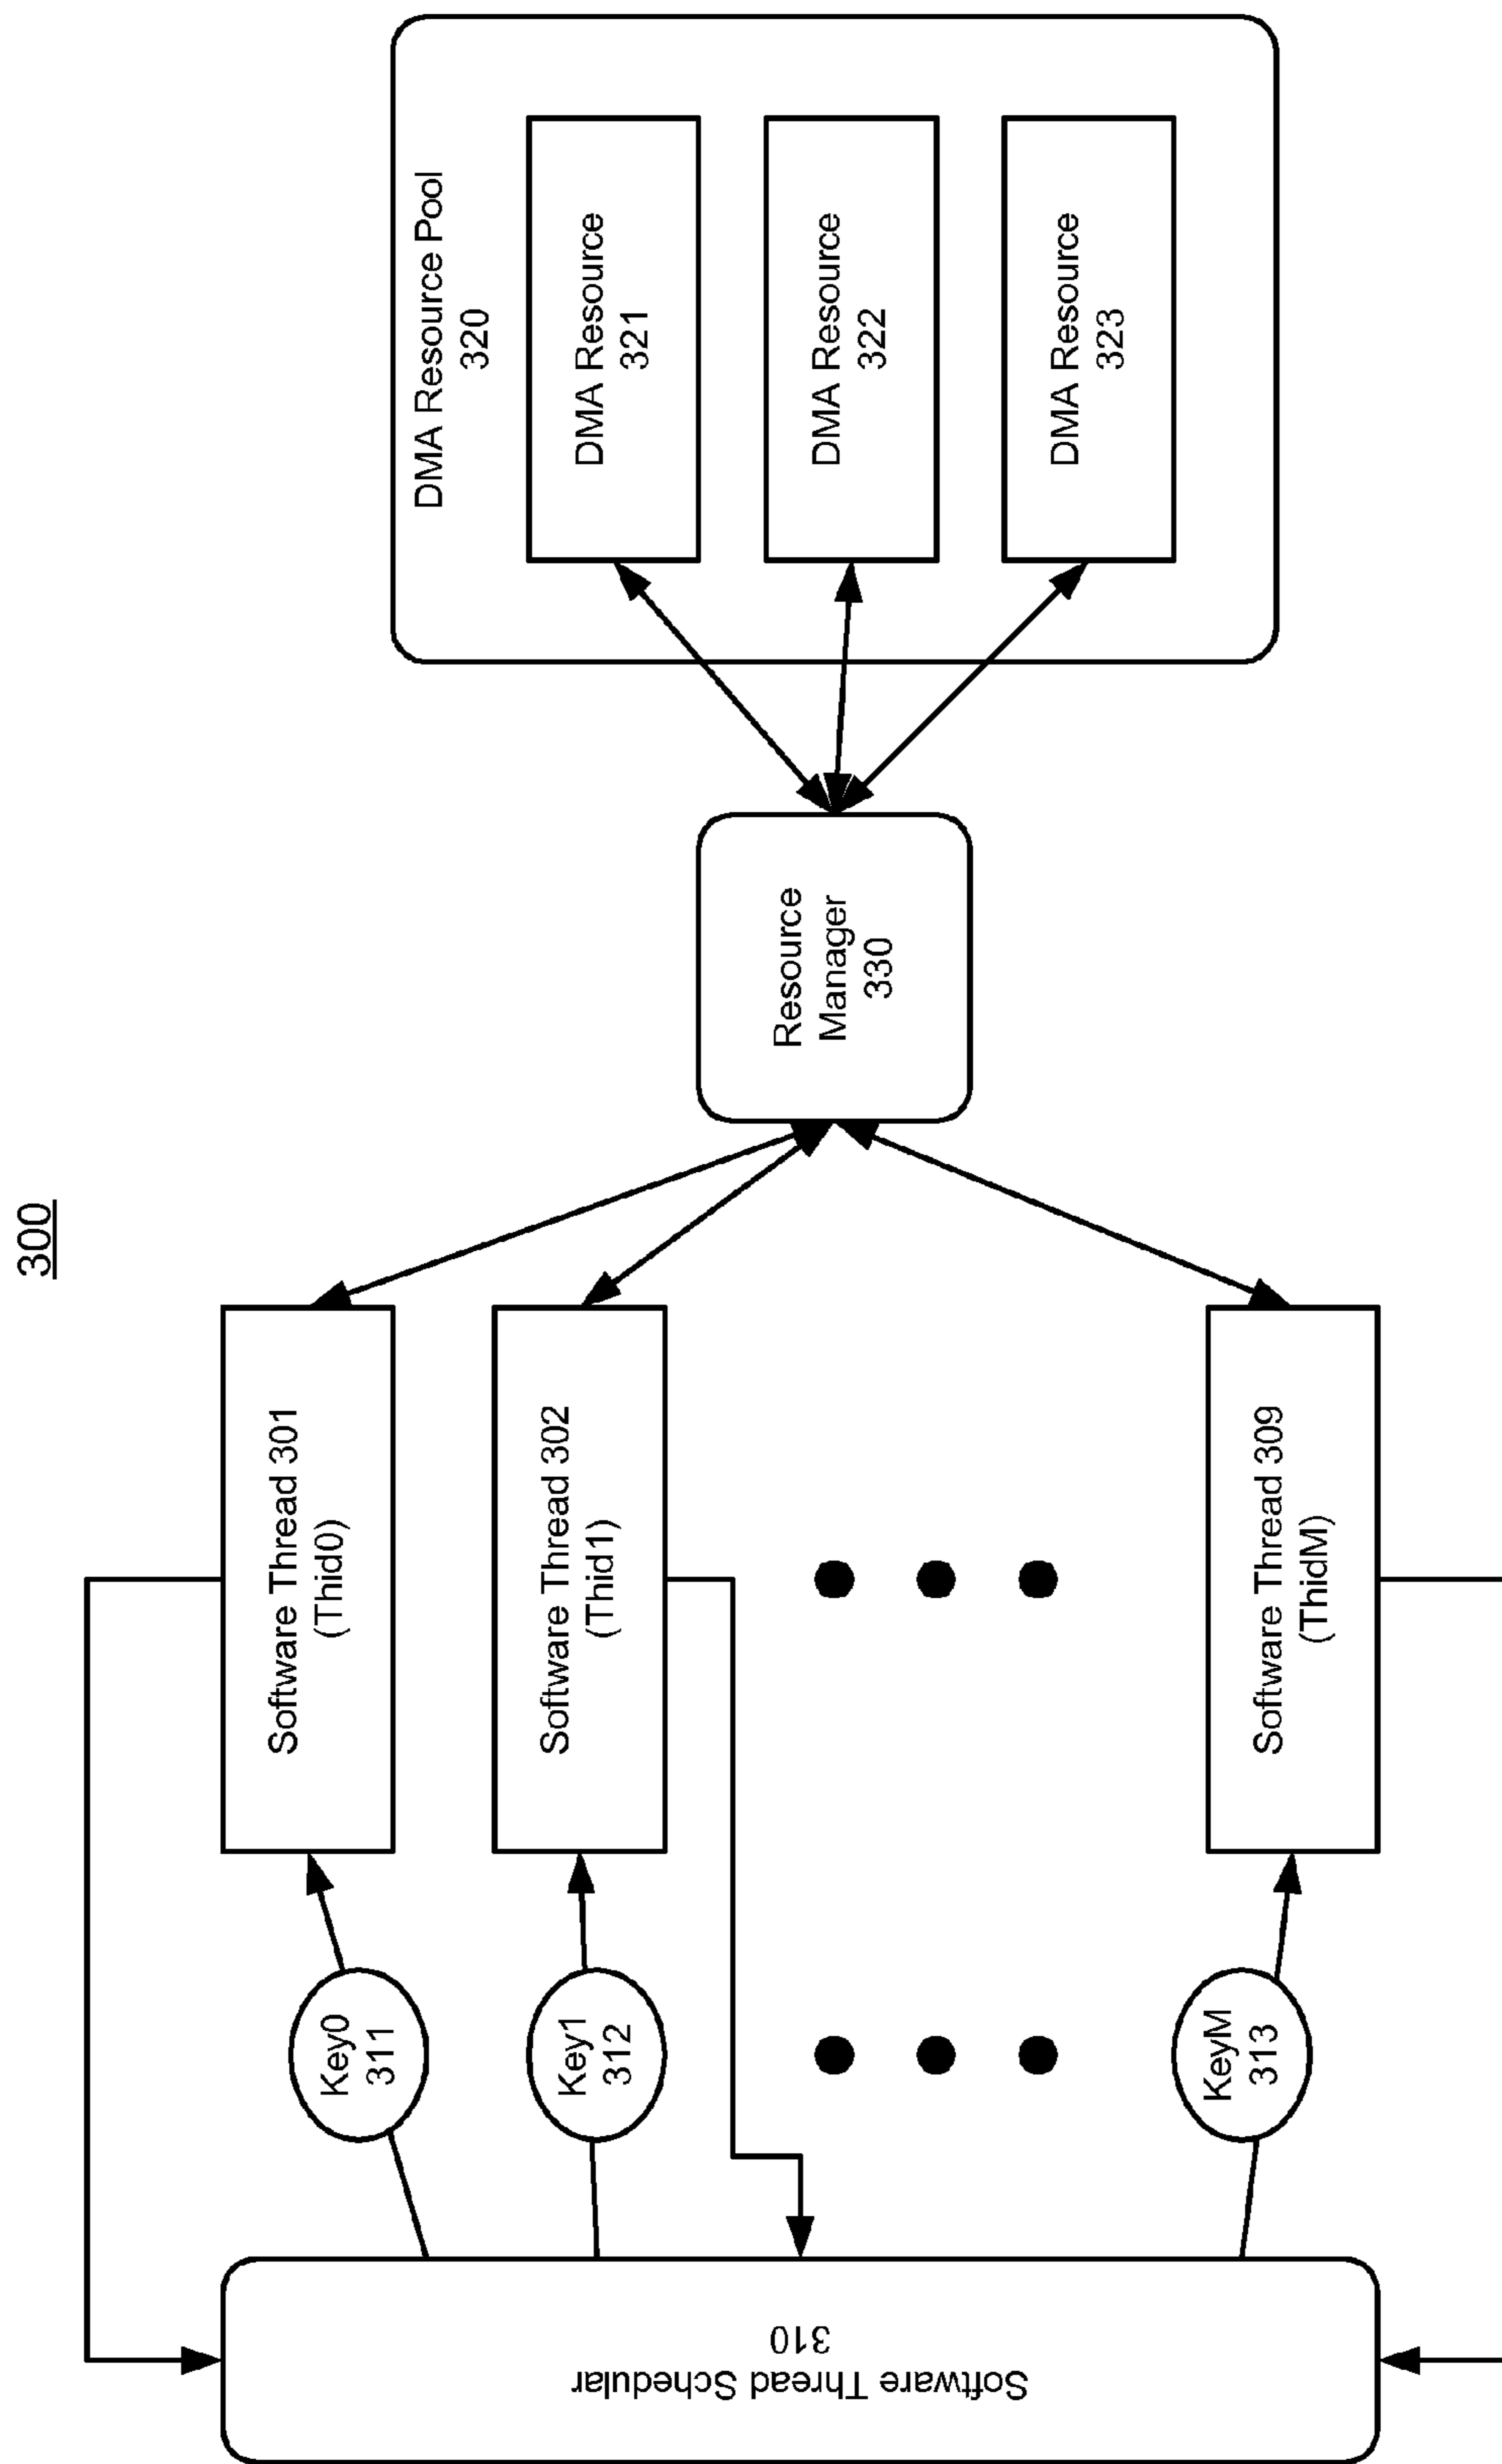 300
Software Thread Schedular
310
Key0
311
Key1
312
KeyM
313
Software Thread 301
(Thid0)
Software Thread 302
(Thid1)
Software Thread 309
(ThidM)
Resource
Manager
330
DMA Resource Pool
320
DMA Resource
321
DMA Resource
322
DMA Resource
323